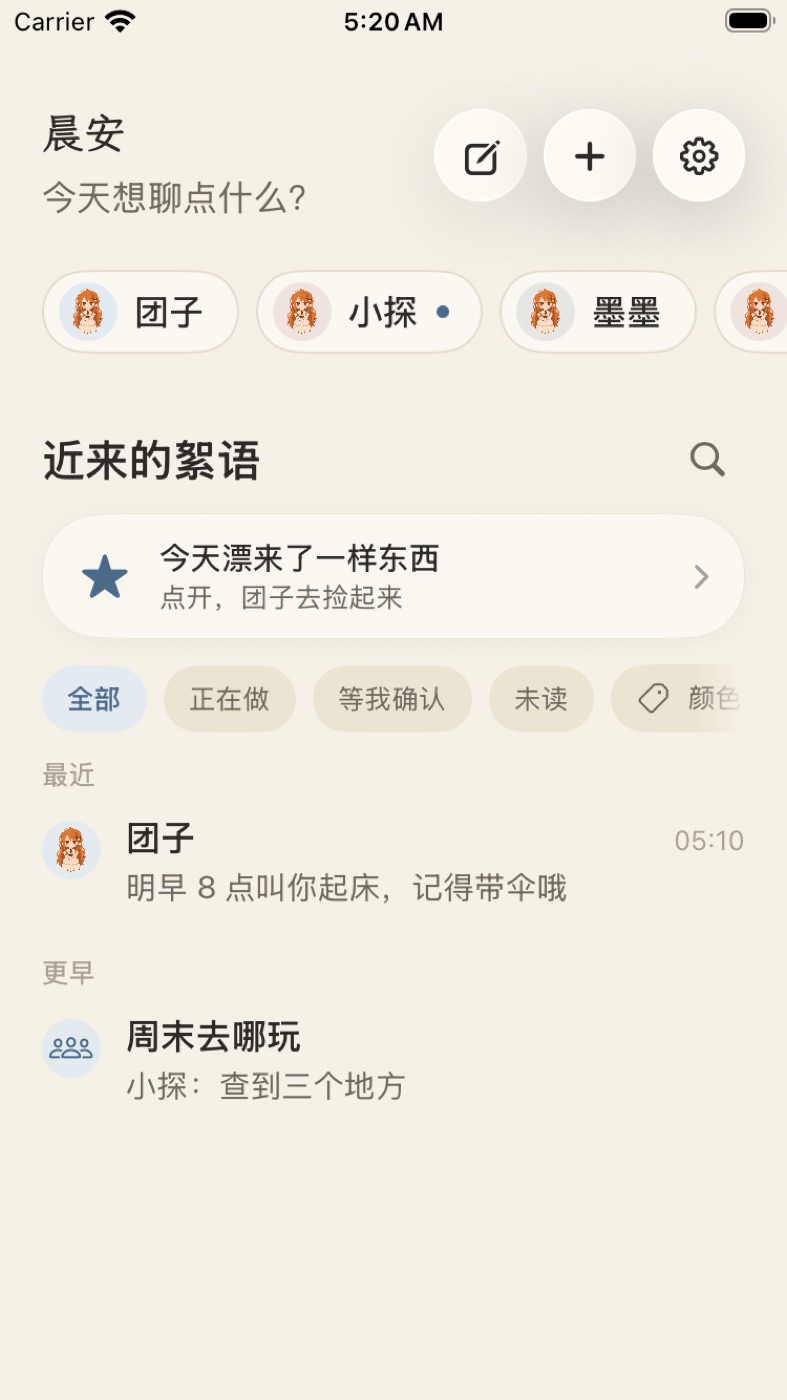 Carrier 5:20 AM
晨安
今天想聊点什么?
团子 小探 墨墨
近来的絮语
今天漂来了一样东西
点开，团子去捡起来
全部 正在做 等我确认 未读 颜色
最近
团子 05:10
明早 8 点叫你起床，记得带伞哦
更早
周末去哪玩
小探：查到三个地方